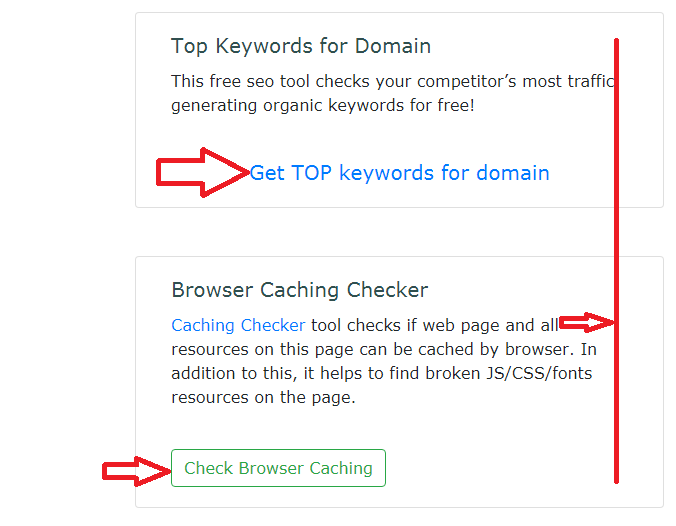 Top Keywords for Domain
This free seo tool checks your competitor’s most traffic
generating organic keywords for free!
Get TOP keywords for domain
Browser Caching Checker
Caching Checker tool checks if web page and all
resources on this page can be cached by browser. In
addition to this, it helps to find broken JS/CSS/fonts
resources on the page.
Check Browser Caching